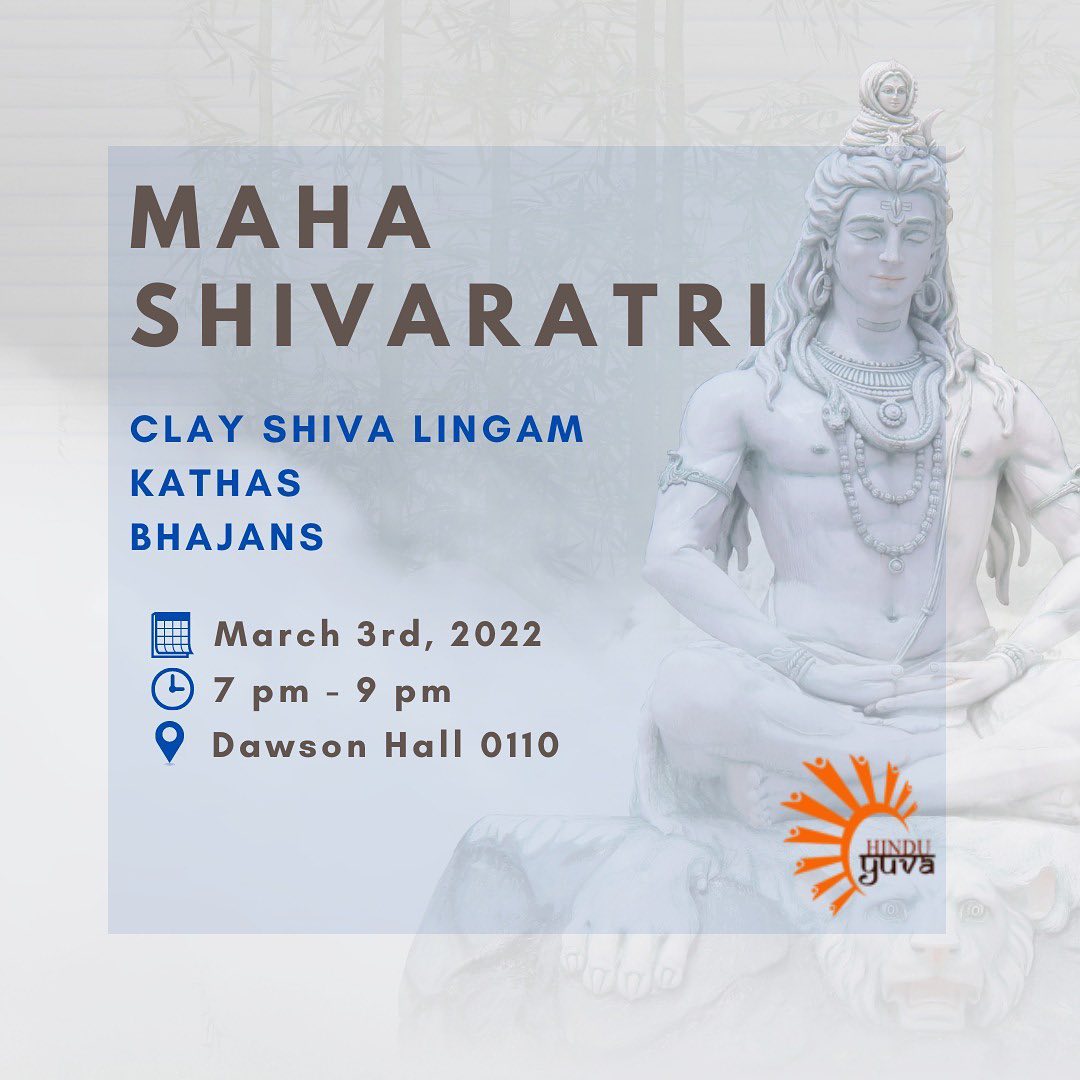 MAHA
SHIVARATRI
CLAY SHIVA LINGAM
KATHAS
BHAJANS
March 3rd, 2022
7 pm - 9 pm
Dawson Hall 0110
HINDU
yuva